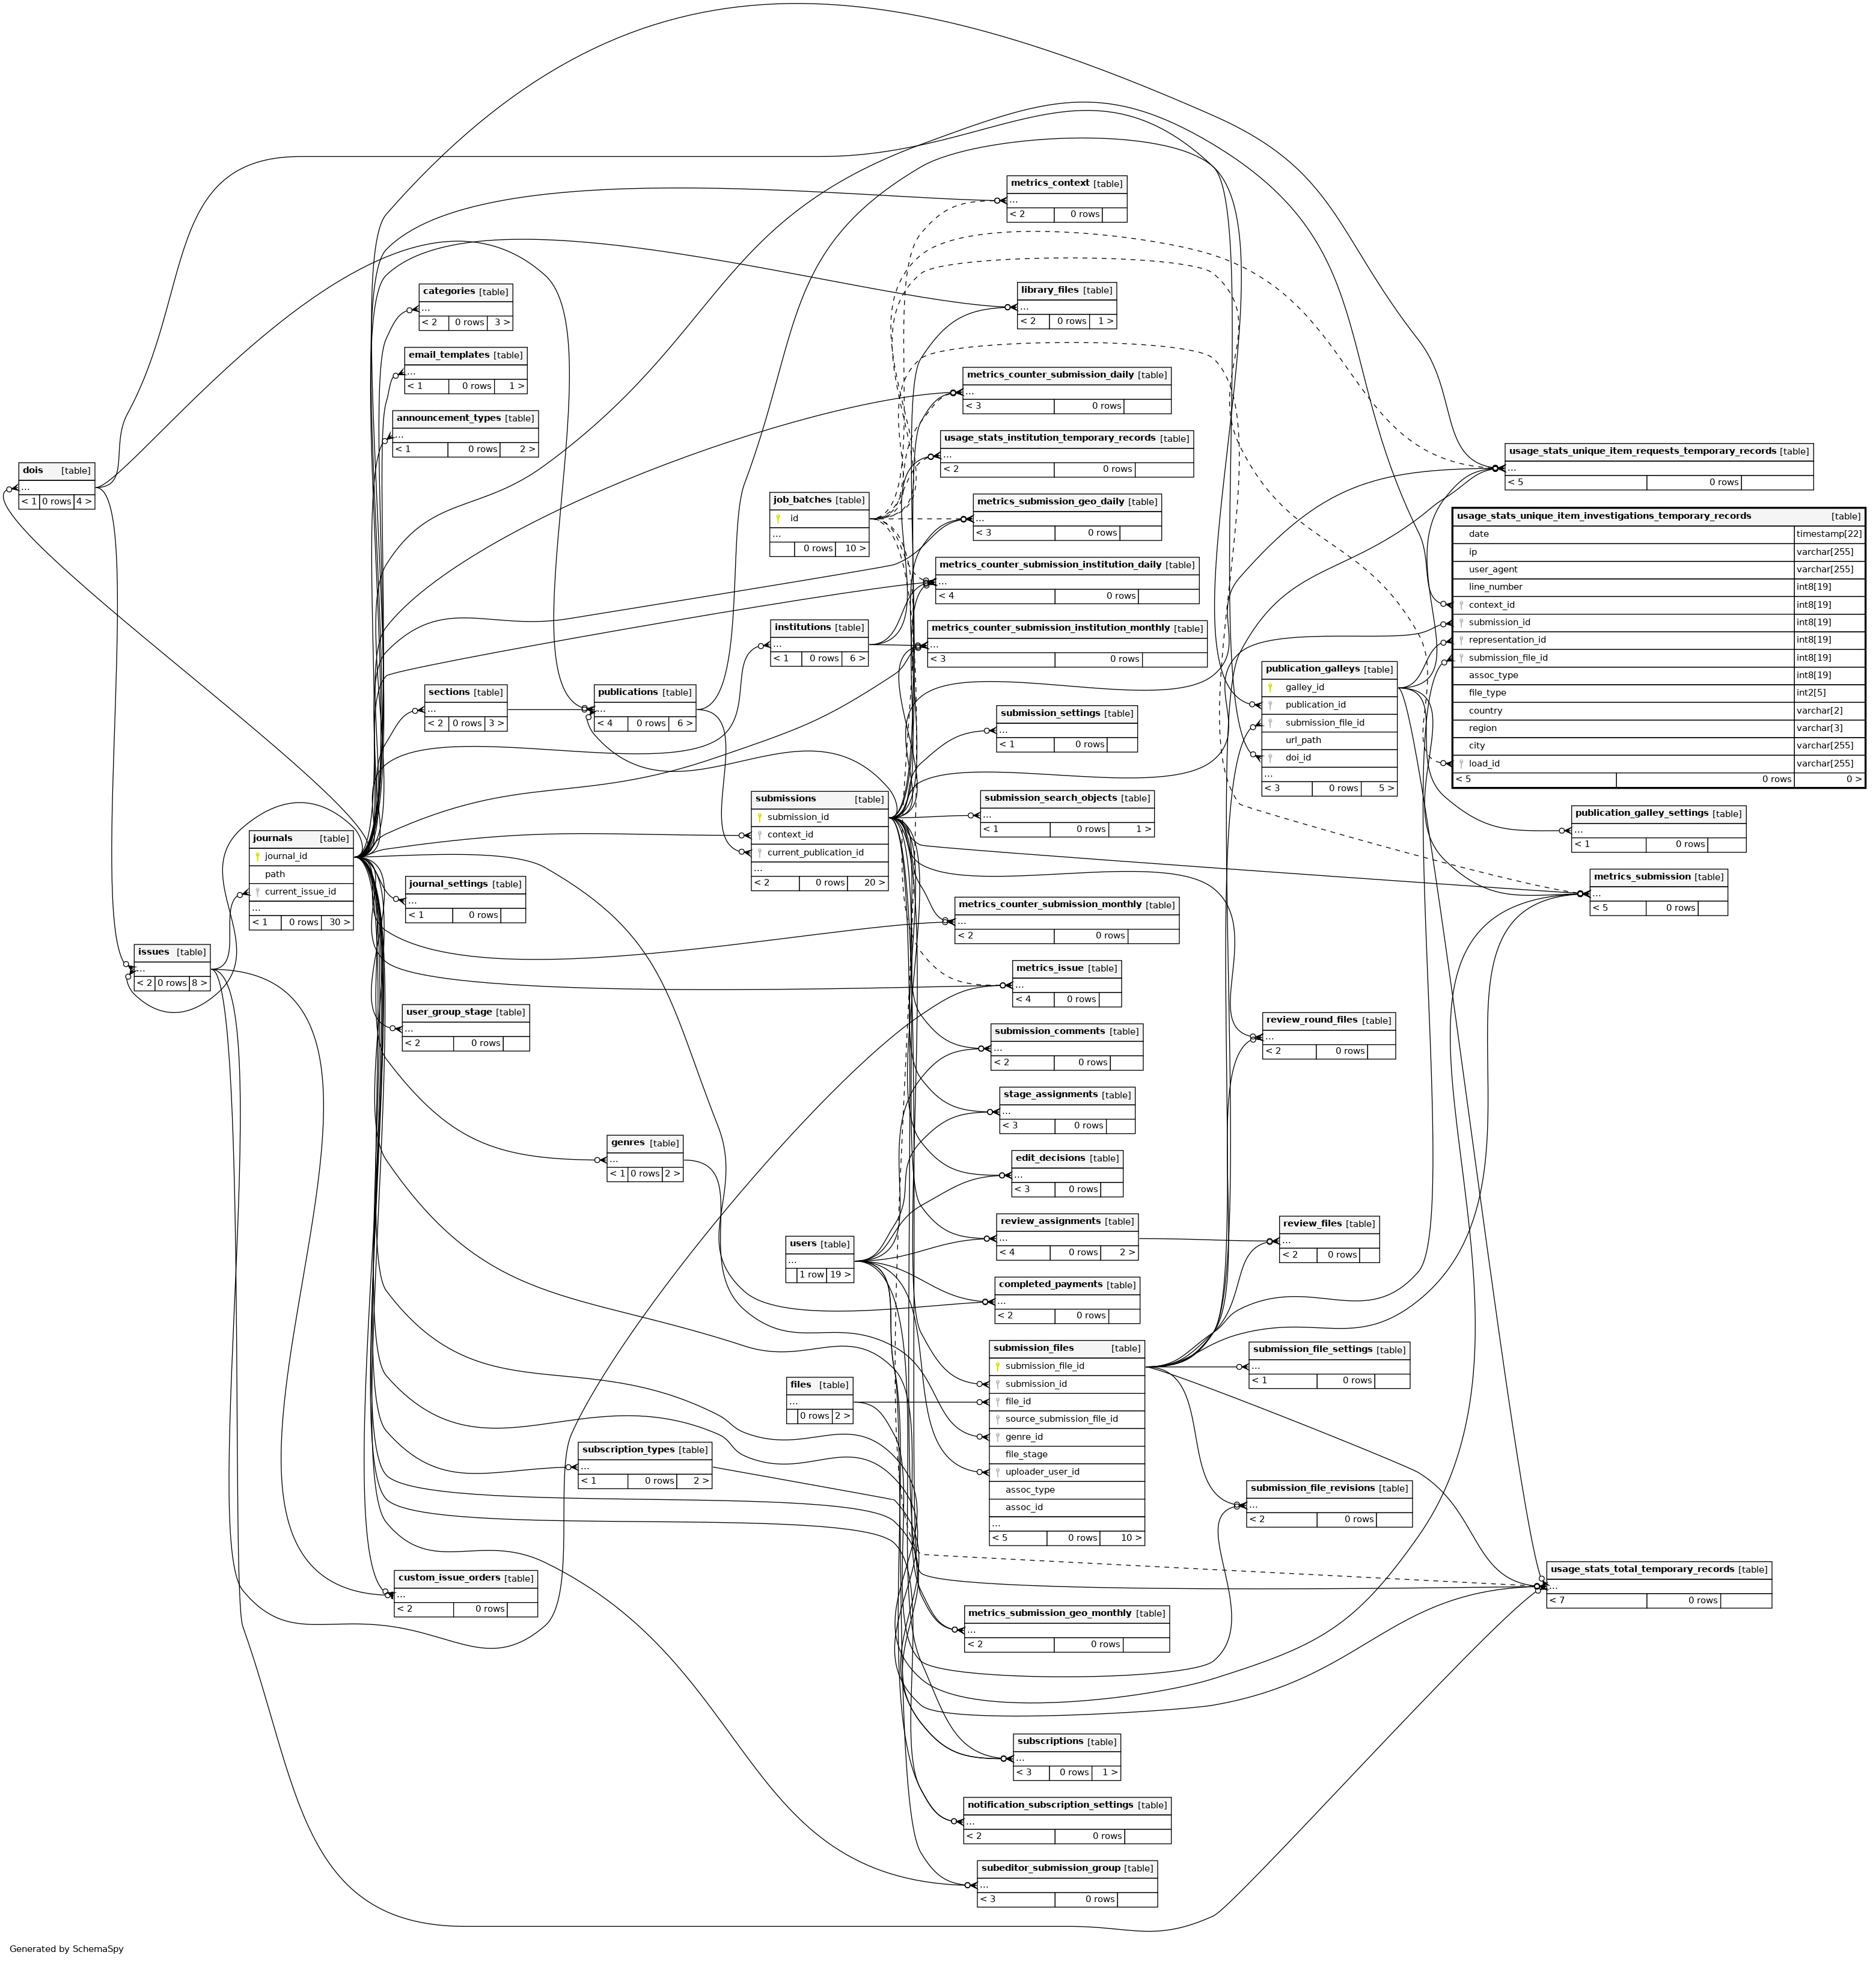 metrics_context [table]
...
< 2 0 rows
categories [table]
...
< 2 0 rows 3 >
library_files [table]
...
< 2 0 rows 1 >
email_templates [table]
...
< 1 0 rows 1 >
metrics_counter_submission_daily [table]
...
< 3 0 rows
announcement_types [table]
...
< 1 0 rows 2 >
usage_stats_institution_temporary_records [table]
...
< 2 0 rows
usage_stats_unique_item_requests_temporary_records [table]
...
< 5 0 rows
dois [table]
...
< 1 0 rows 4 >
job_batches [table]
id
...
0 rows 10 >
metrics_submission_geo_daily [table]
...
< 3 0 rows
usage_stats_unique_item_investigations_temporary_records [table]
date timestamp[22]
ip varchar[255]
user_agent varchar[255]
line_number int8[19]
context_id int8[19]
submission_id int8[19]
representation_id int8[19]
submission_file_id int8[19]
assoc_type int8[19]
file_type int2[5]
country varchar[2]
region varchar[3]
city varchar[255]
load_id varchar[255]
< 5 0 rows 0 >
metrics_counter_submission_institution_daily [table]
...
< 4 0 rows
institutions [table]
...
< 1 0 rows 6 >
metrics_counter_submission_institution_monthly [table]
...
< 3 0 rows
publication_galleys [table]
galley_id
publication_id
submission_file_id
url_path
doi_id
...
< 3 0 rows 5 >
sections [table]
...
< 2 0 rows 3 >
publications [table]
...
< 4 0 rows 6 >
submission_settings [table]
...
< 1 0 rows
submissions [table]
submission_id
context_id
current_publication_id
...
< 2 0 rows 20 >
submission_search_objects [table]
...
< 1 0 rows 1 >
publication_galley_settings [table]
...
< 1 0 rows
journals [table]
journal_id
path
current_issue_id
...
< 1 0 rows 30 >
journal_settings [table]
...
< 1 0 rows
metrics_submission [table]
...
< 5 0 rows
metrics_counter_submission_monthly [table]
...
< 2 0 rows
issues [table]
...
< 2 0 rows 8 >
metrics_issue [table]
...
< 4 0 rows
user_group_stage [table]
...
< 2 0 rows
review_round_files [table]
...
< 2 0 rows
submission_comments [table]
...
< 2 0 rows
stage_assignments [table]
...
< 3 0 rows
genres [table]
...
< 1 0 rows 2 >
edit_decisions [table]
...
< 3 0 rows
review_assignments [table]
...
< 4 0 rows 2 >
review_files [table]
...
< 2 0 rows
users [table]
...
1 row 19 >
completed_payments [table]
...
< 2 0 rows
submission_files [table]
submission_file_id
submission_id
file_id
source_submission_file_id
genre_id
file_stage
uploader_user_id
assoc_type
assoc_id
...
< 5 0 rows 10 >
submission_file_settings [table]
...
< 1 0 rows
files [table]
...
0 rows 2 >
subscription_types [table]
...
< 1 0 rows 2 >
submission_file_revisions [table]
...
< 2 0 rows
custom_issue_orders [table]
...
< 2 0 rows
usage_stats_total_temporary_records [table]
...
< 7 0 rows
metrics_submission_geo_monthly [table]
...
< 2 0 rows
subscriptions [table]
...
< 3 0 rows 1 >
notification_subscription_settings [table]
...
< 2 0 rows
subeditor_submission_group [table]
...
< 3 0 rows
Generated by SchemaSpy